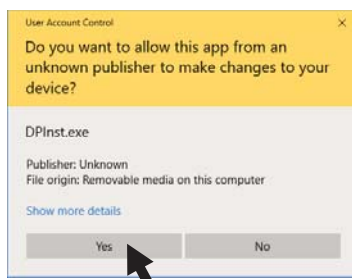 User Account Control
Do you want to allow this app from an
unknown publisher to make changes to your
device?
DPInst.exe
Publisher: Unknown
File origin: Removable media on this computer
Show more details
Yes
No